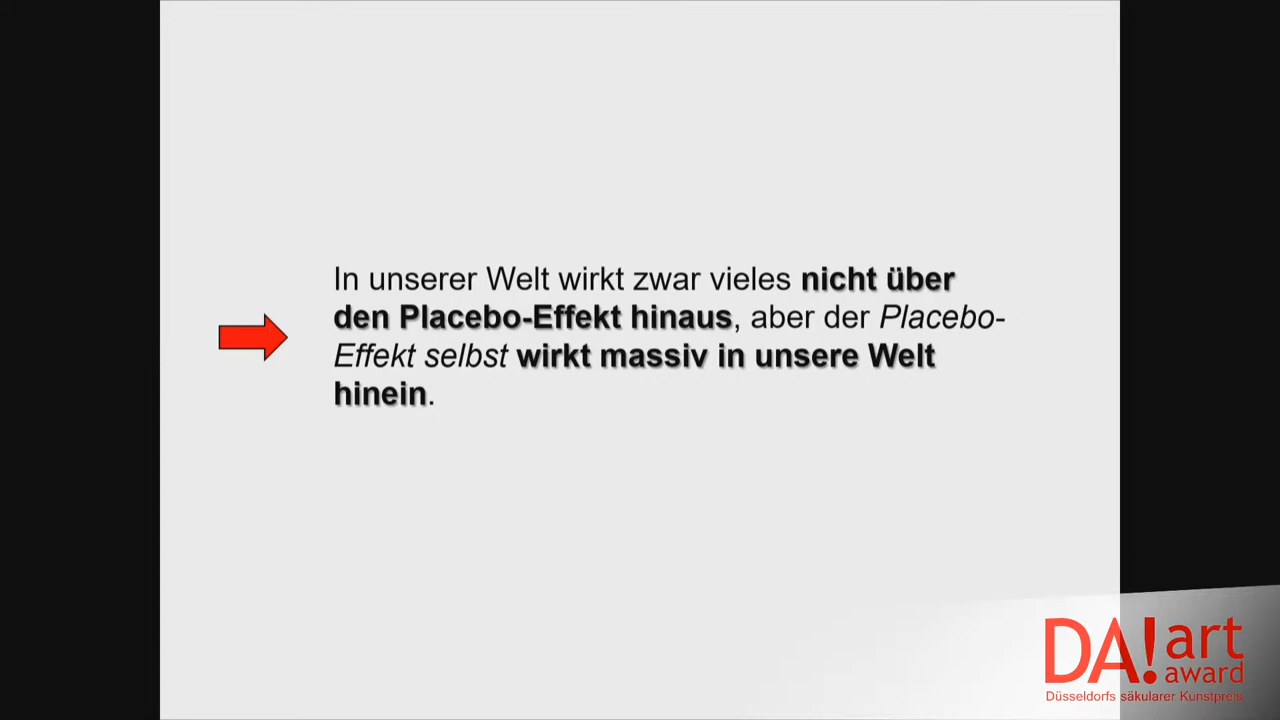 In unserer Welt wirkt zwar vieles nicht über
den Placebo-Effekt hinaus, aber der Placebo-
Effekt selbst wirkt massiv in unsere Welt
hinein.
DA!art
award
Düsseldorfs säkularer Kunstpreis